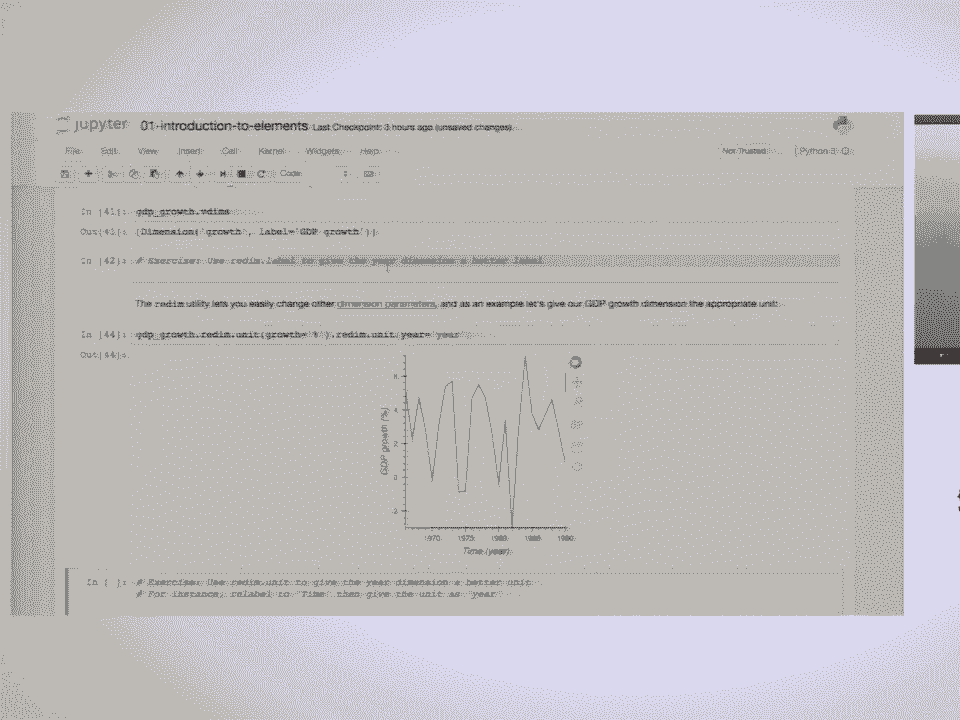 jupyter 01-introduction-to-elements Last Checkpoint: 3 hours ago (unsaved changes)
File Edit View Insert Cell Kernel Widgets Help Not Trusted Python 3
Code
In [41]: gdp_growth.vdims
Out[41]: [Dimension('growth', label='GDP growth')]
In [42]: # Exercise: Use redim.label to give the year dimension a better label
The redim utility lets you easily change other dimension parameters, and as an example let's give our GDP growth dimension the appropriate unit:
In [44]: gdp_growth.redim.unit(growth='%').redim.unit(year='year')
Out[44]:
6
4
2
0
-2
GDP growth (%)
1970 1975 1980 1985 1990
Time (year)
In [ ]: # Exercise: Use redim.unit to give the year dimension a better unit
# For instance, relabel to 'Time' then give the unit as 'year'